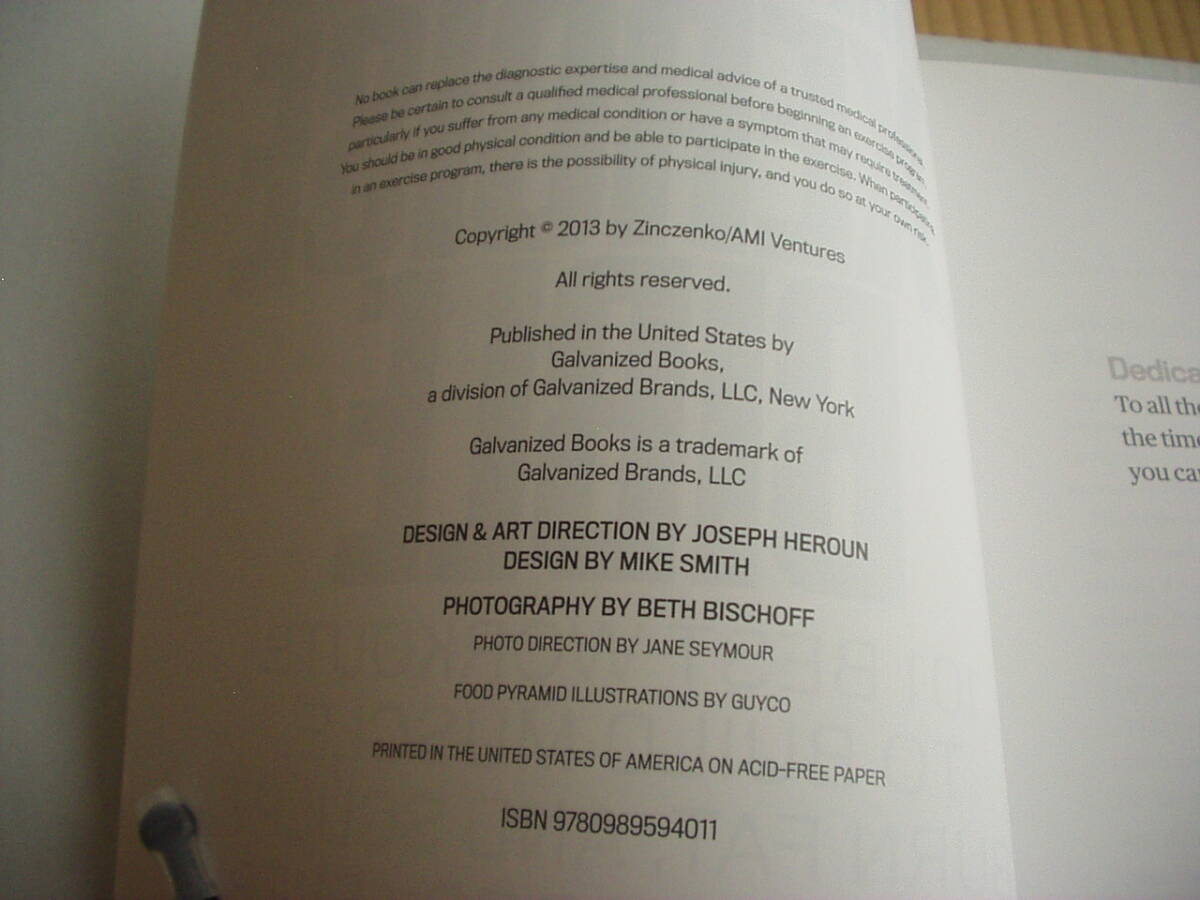 No book can replace the diagnostic expertise and medical advice of a trusted medical professional.
Please be certain to consult a qualified medical professional before beginning an exercise program,
particularly if you suffer from any medical condition or have a symptom that may require treatment.
You should be in good physical condition and be able to participate in the exercise. When participating
in an exercise program, there is the possibility of physical injury, and you do so at your own risk.
Copyright © 2013 by Zinczenko/AMI Ventures
All rights reserved.
Published in the United States by
Galvanized Books,
a division of Galvanized Brands, LLC, New York
Galvanized Books is a trademark of
Galvanized Brands, LLC
DESIGN & ART DIRECTION BY JOSEPH HEROUN
DESIGN BY MIKE SMITH
PHOTOGRAPHY BY BETH BISCHOFF
PHOTO DIRECTION BY JANE SEYMOUR
FOOD PYRAMID ILLUSTRATIONS BY GUYCO
PRINTED IN THE UNITED STATES OF AMERICA ON ACID-FREE PAPER
ISBN 9780989594011
Dedica
To all the
the time
you ca